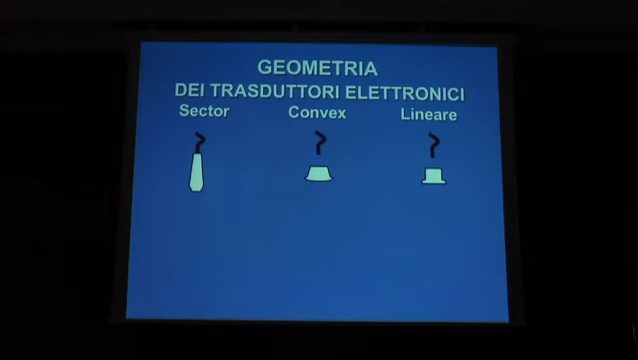 GEOMETRIA
DEI TRASDUTTORI ELETTRONICI
Sector Convex Lineare